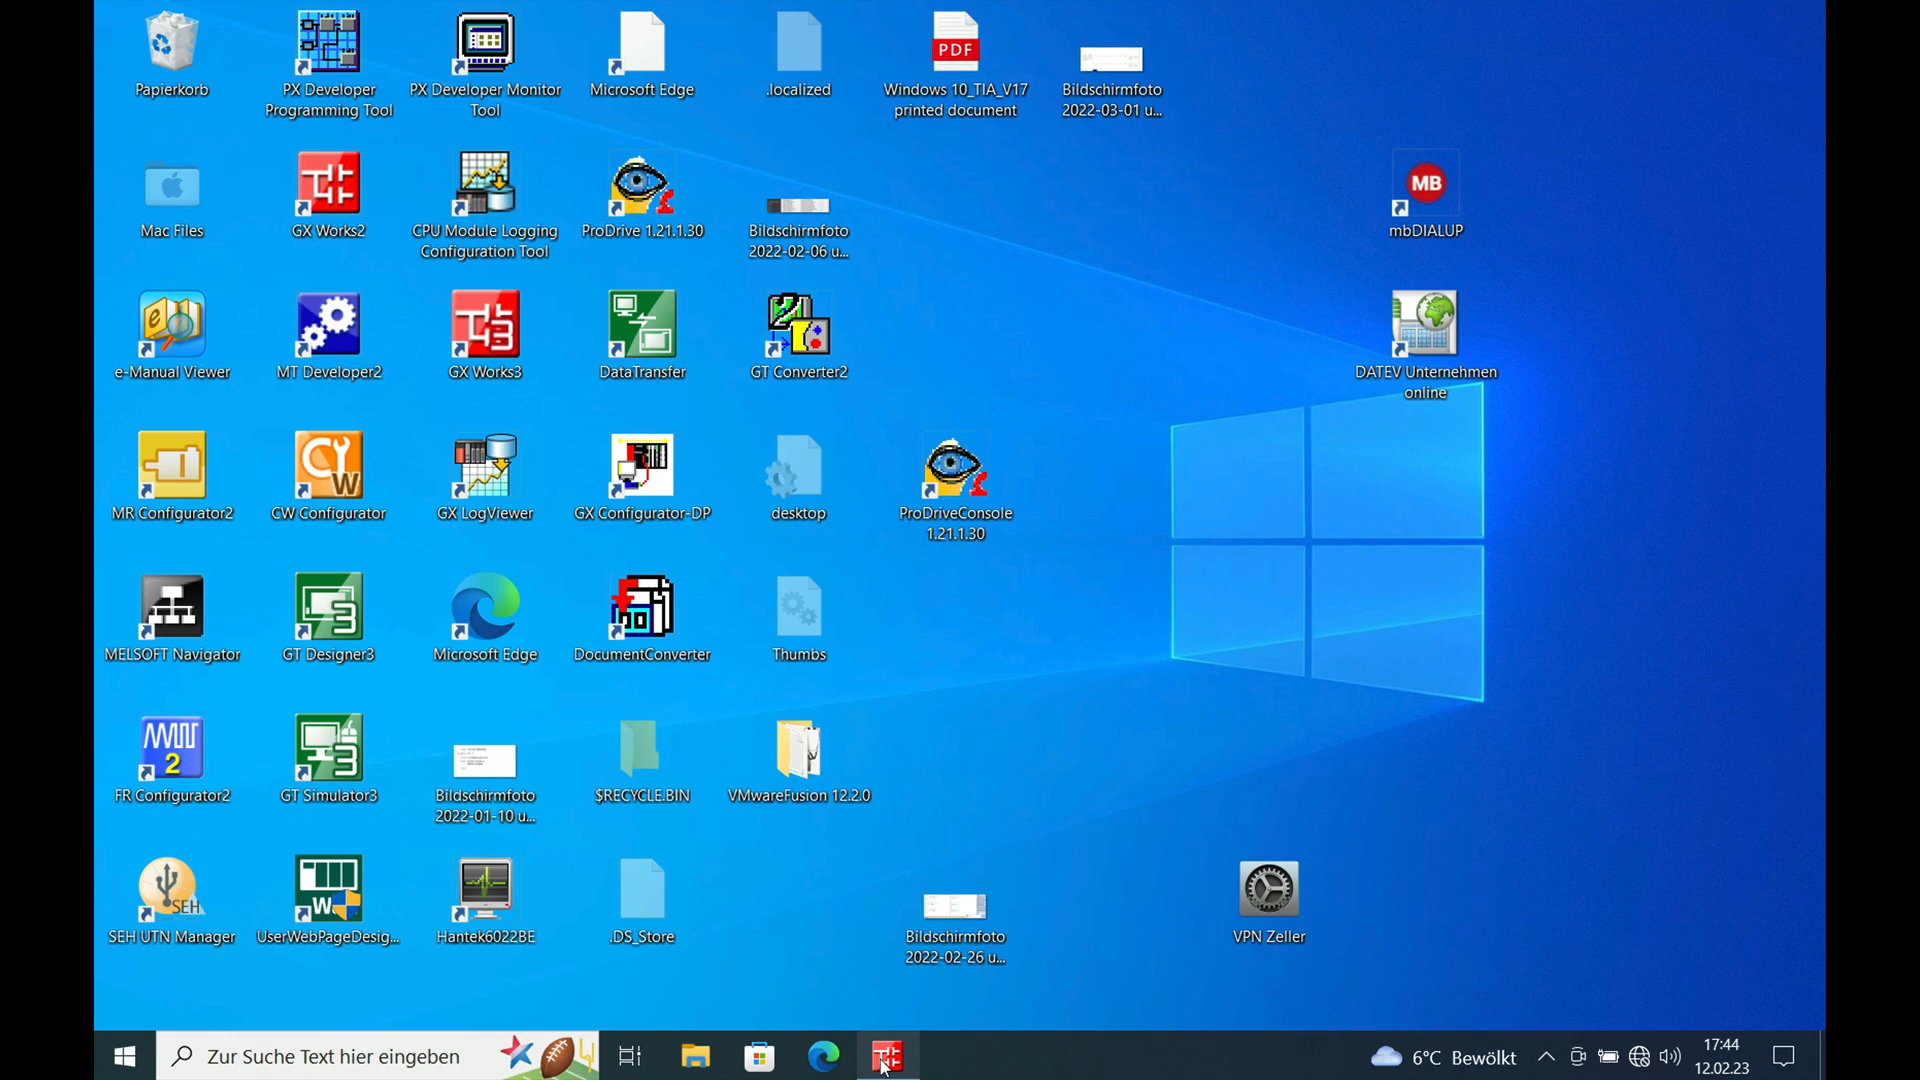 Papierkorb
PX Developer
Programming Tool
PX Developer Monitor
Tool
Microsoft Edge
.localized
PDF
Windows 10_TIA_V17
printed document
Bildschirmfoto
2022-03-01 u...
Mac Files
GX Works2
CPU Module Logging
Configuration Tool
ProDrive 1.21.1.30
Bildschirmfoto
2022-02-06 u...
MB
mbDIALUP
e-Manual Viewer
MT Developer2
GX Works3
DataTransfer
GT Converter2
DATEV Unternehmen
online
MR Configurator2
CW Configurator
GX LogViewer
GX Configurator-DP
desktop
ProDriveConsole
1.21.1.30
MELSOFT Navigator
3
GT Designer3
Microsoft Edge
DocumentConverter
Thumbs
2
FR Configurator2
3
GT Simulator3
Bildschirmfoto
2022-01-10 u...
$RECYCLE.BIN
VMwareFusion 12.2.0
SEH
SEH UTN Manager
W
UserWebPageDesig...
Hantek6022BE
.DS_Store
Bildschirmfoto
2022-02-26 u...
VPN Zeller
Zur Suche Text hier eingeben
6°C Bewölkt
17:44
12.02.23